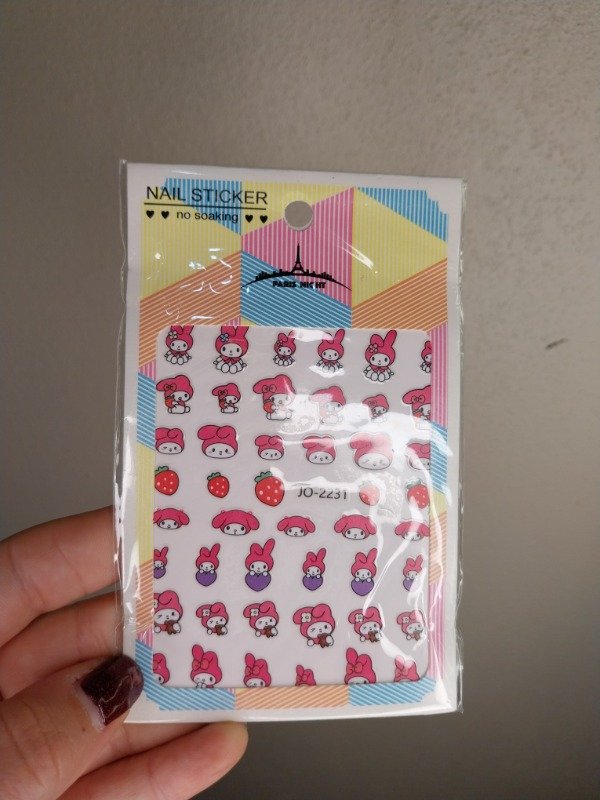 NAIL STICKER
♥ ♥ no soaking ♥ ♥
PARIS NIGHT
JO-2231